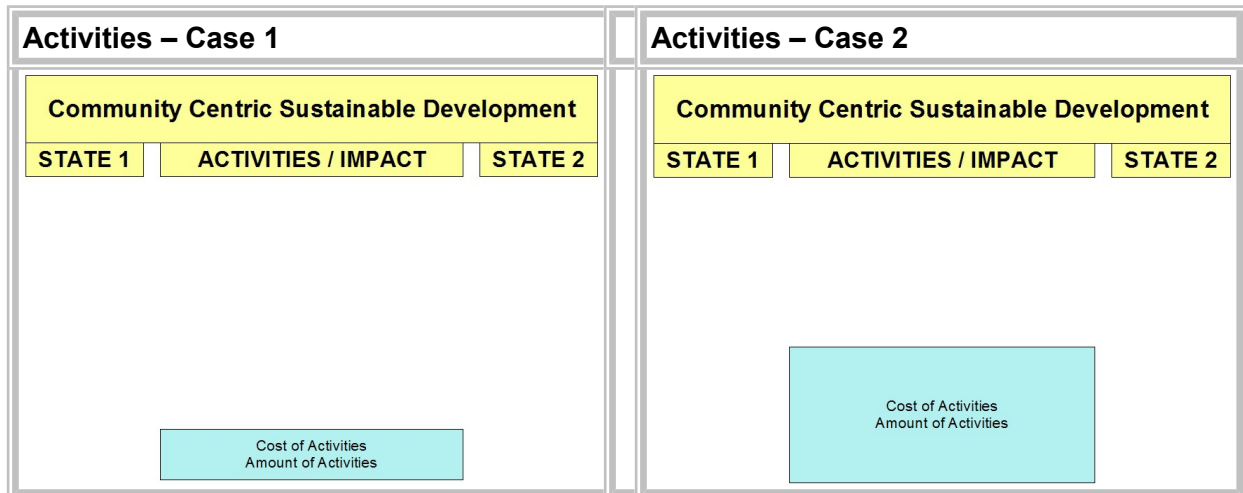 Activities – Case 1
Community Centric Sustainable Development
STATE 1
ACTIVITIES / IMPACT
STATE 2
Cost of Activities
Amount of Activities
Activities – Case 2
Community Centric Sustainable Development
STATE 1
ACTIVITIES / IMPACT
STATE 2
Cost of Activities
Amount of Activities